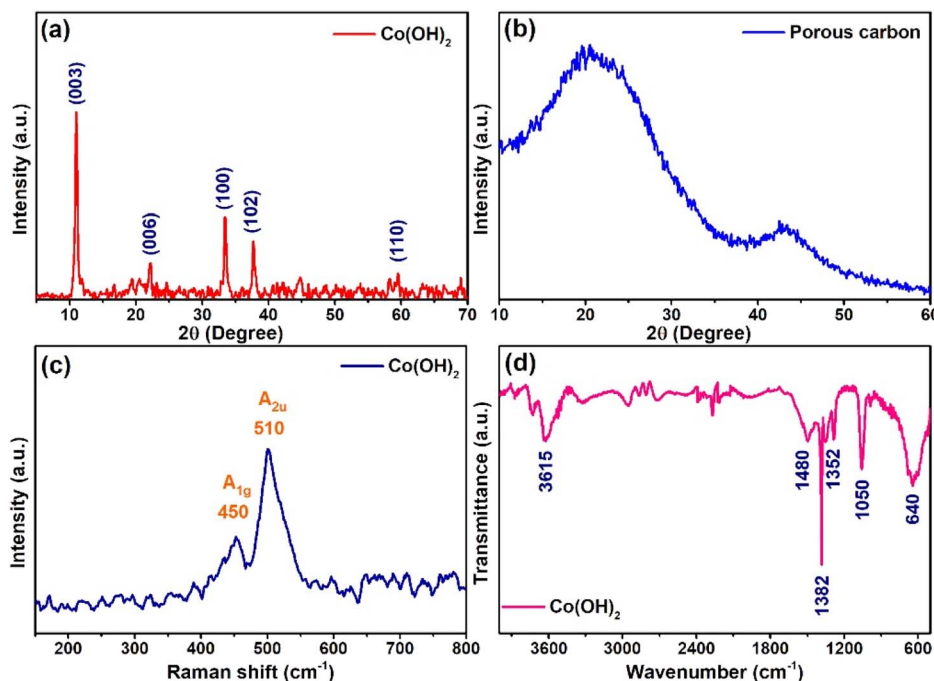 (a)
Co(OH)2
(003)
(006)
(100)
(102)
(110)
Intensity (a.u.)
10 20 30 40 50 60 70
2θ (Degree)
(b)
Porous carbon
Intensity (a.u.)
10 20 30 40 50 60
2θ (Degree)
(c)
Co(OH)2
A2u
510
A1g
450
Intensity (a.u.)
200 300 400 500 600 700 800
Raman shift (cm-1)
(d)
3615
1480
1352
1050
640
1382
Co(OH)2
Transmittance (a.u.)
3600 3000 2400 1800 1200 600
Wavenumber (cm-1)